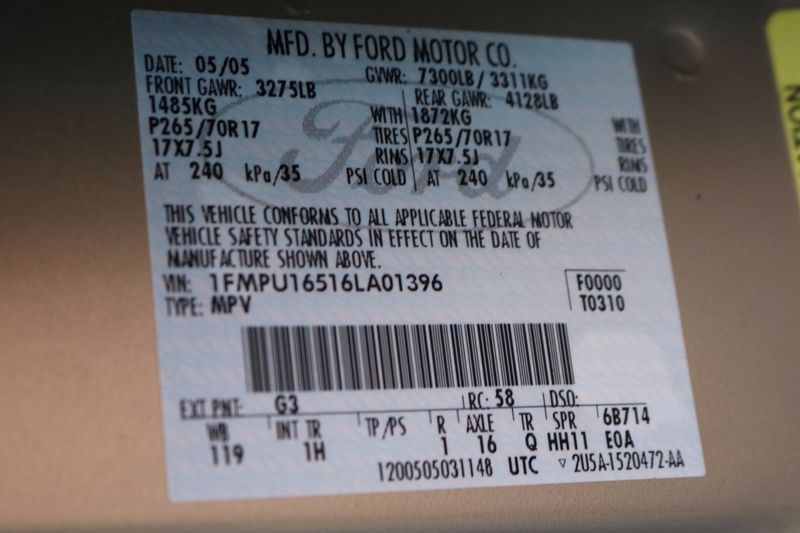 MFD. BY FORD MOTOR CO.
DATE: 05/05 GVWR: 7300LB / 3311KG
FRONT GAWR: 3275LB REAR GAWR: 4128LB
1485KG WITH 1872KG WITH
P265/70R17 TIRES P265/70R17 TIRES
17X7.5J RIMS 17X7.5J RIMS
AT 240 kPa/35 PSI COLD AT 240 kPa/35 PSI COLD
Ford
THIS VEHICLE CONFORMS TO ALL APPLICABLE FEDERAL MOTOR
VEHICLE SAFETY STANDARDS IN EFFECT ON THE DATE OF
MANUFACTURE SHOWN ABOVE.
VIN: 1FMPU16516LA01396 F0000
TYPE: MPV T0310
EXT PNT: G3 RC: 58 DSO:
WB INT TR TP/PS R AXLE TR SPR 6B714
119 1H 1 16 Q HH11 E0A
1200505031148 UTC ▽ 2U5A-1520472-AA